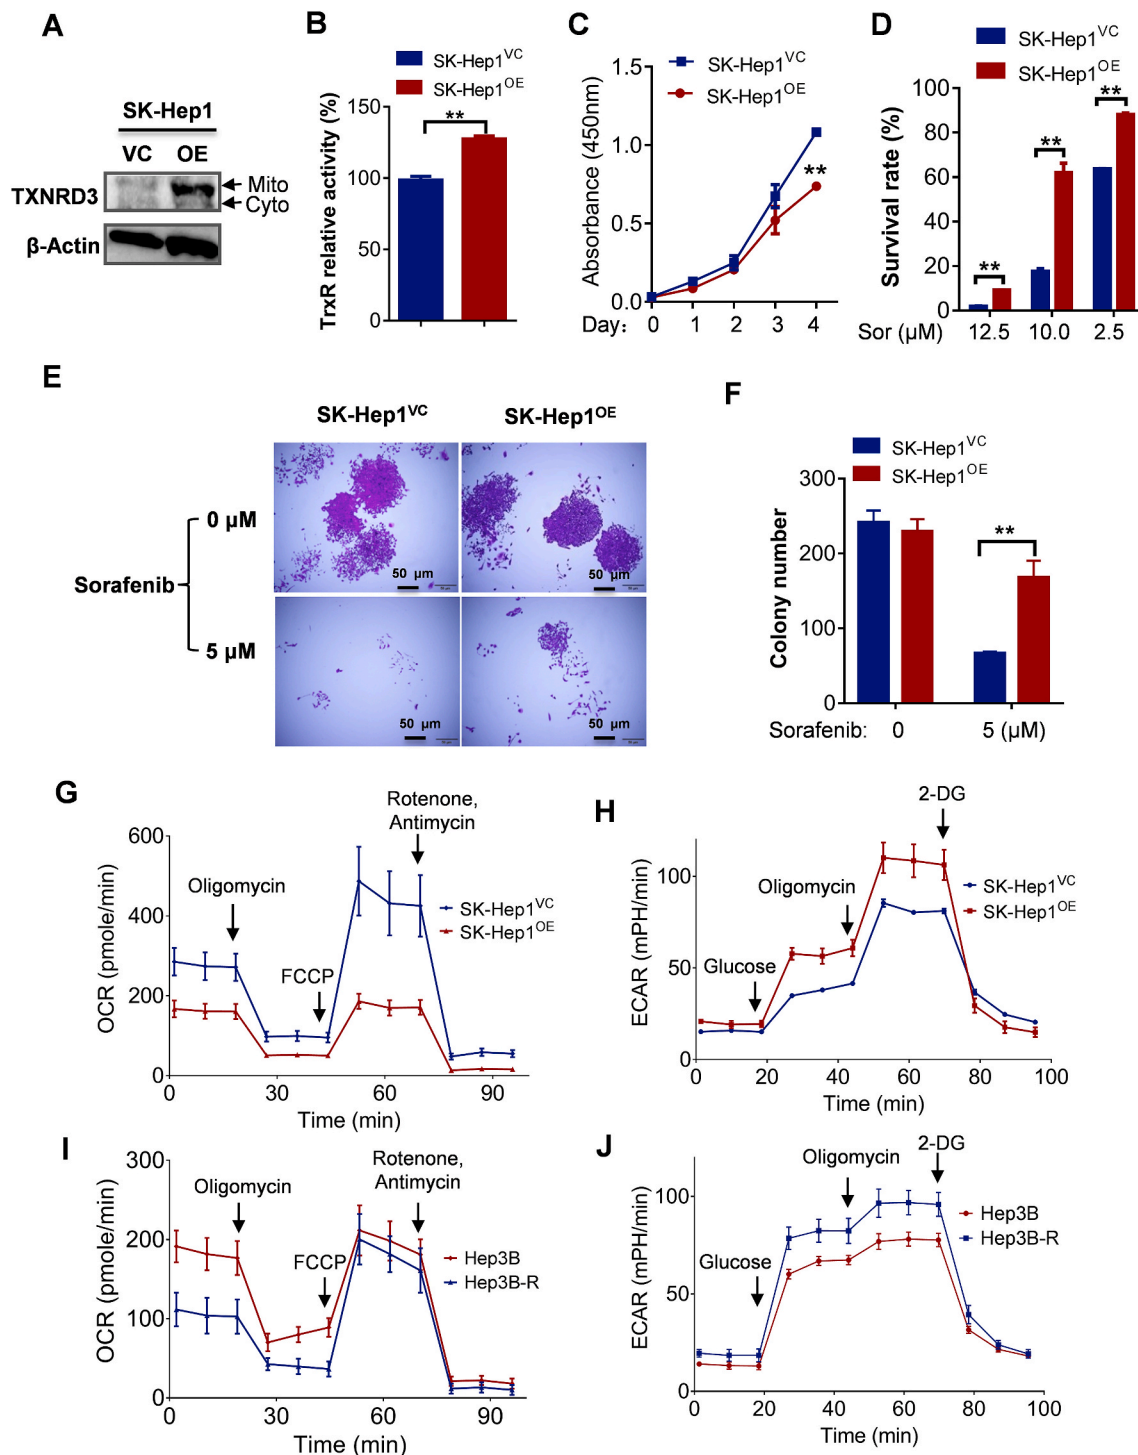 A
SK-Hep1
VC OE
TXNRD3
Mito
Cyto
β-Actin
B
SK-Hep1VC
SK-Hep1OE
TrxR relative activity (%)
150
100
50
0
**
C
SK-Hep1VC
SK-Hep1OE
Absorbance (450nm)
1.5
1.0
0.5
0.0
**
Day: 0 1 2 3 4
D
SK-Hep1VC
SK-Hep1OE
Survival rate (%)
100
80
60
40
20
0
**
**
**
Sor (μM) 12.5 10.0 2.5
E
SK-Hep1VC SK-Hep1OE
Sorafenib
0 μM
5 μM
50 μm
50 μm
50 μm
50 μm
F
SK-Hep1VC
SK-Hep1OE
Colony number
300
200
100
0
**
Sorafenib: 0 5 (μM)
G
OCR (pmole/min)
600
400
200
0
Oligomycin
FCCP
Rotenone,
Antimycin
SK-Hep1VC
SK-Hep1OE
0 30 60 90
Time (min)
H
ECAR (mPH/min)
100
50
0
Glucose
Oligomycin
2-DG
SK-Hep1VC
SK-Hep1OE
0 20 40 60 80 100
Time (min)
I
OCR (pmole/min)
300
200
100
0
Oligomycin
FCCP
Rotenone,
Antimycin
Hep3B
Hep3B-R
0 30 60 90
Time (min)
J
ECAR (mPH/min)
100
50
0
Glucose
Oligomycin
2-DG
Hep3B
Hep3B-R
0 20 40 60 80 100
Time (min)